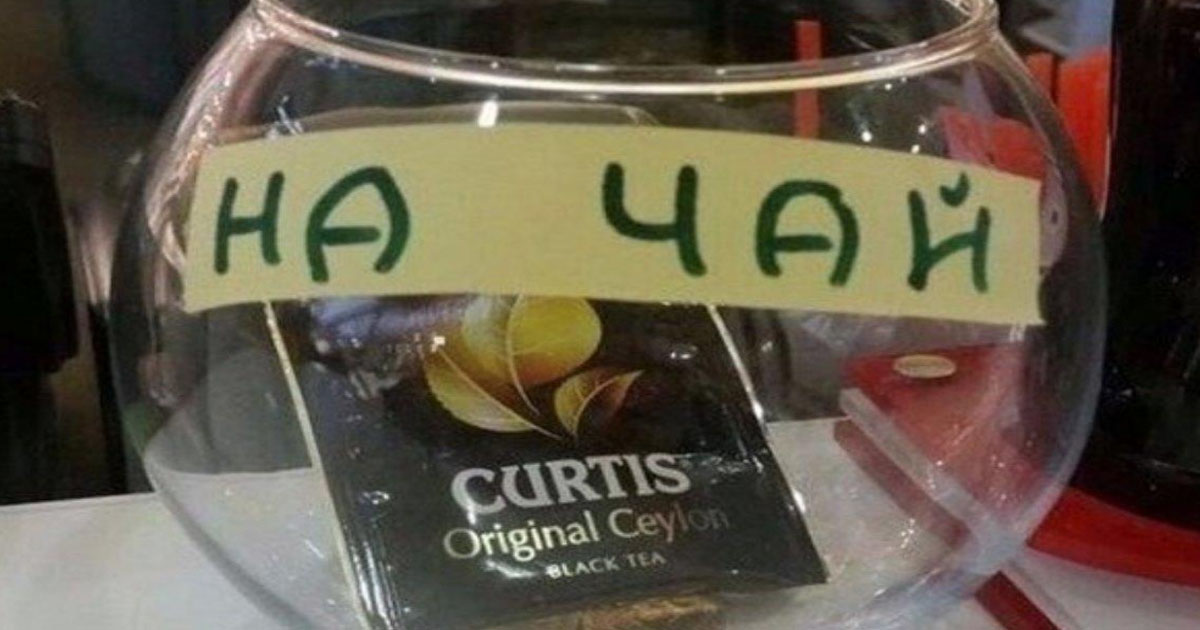 НА ЧАЙ
CURTIS
Original Ceylon
BLACK TEA